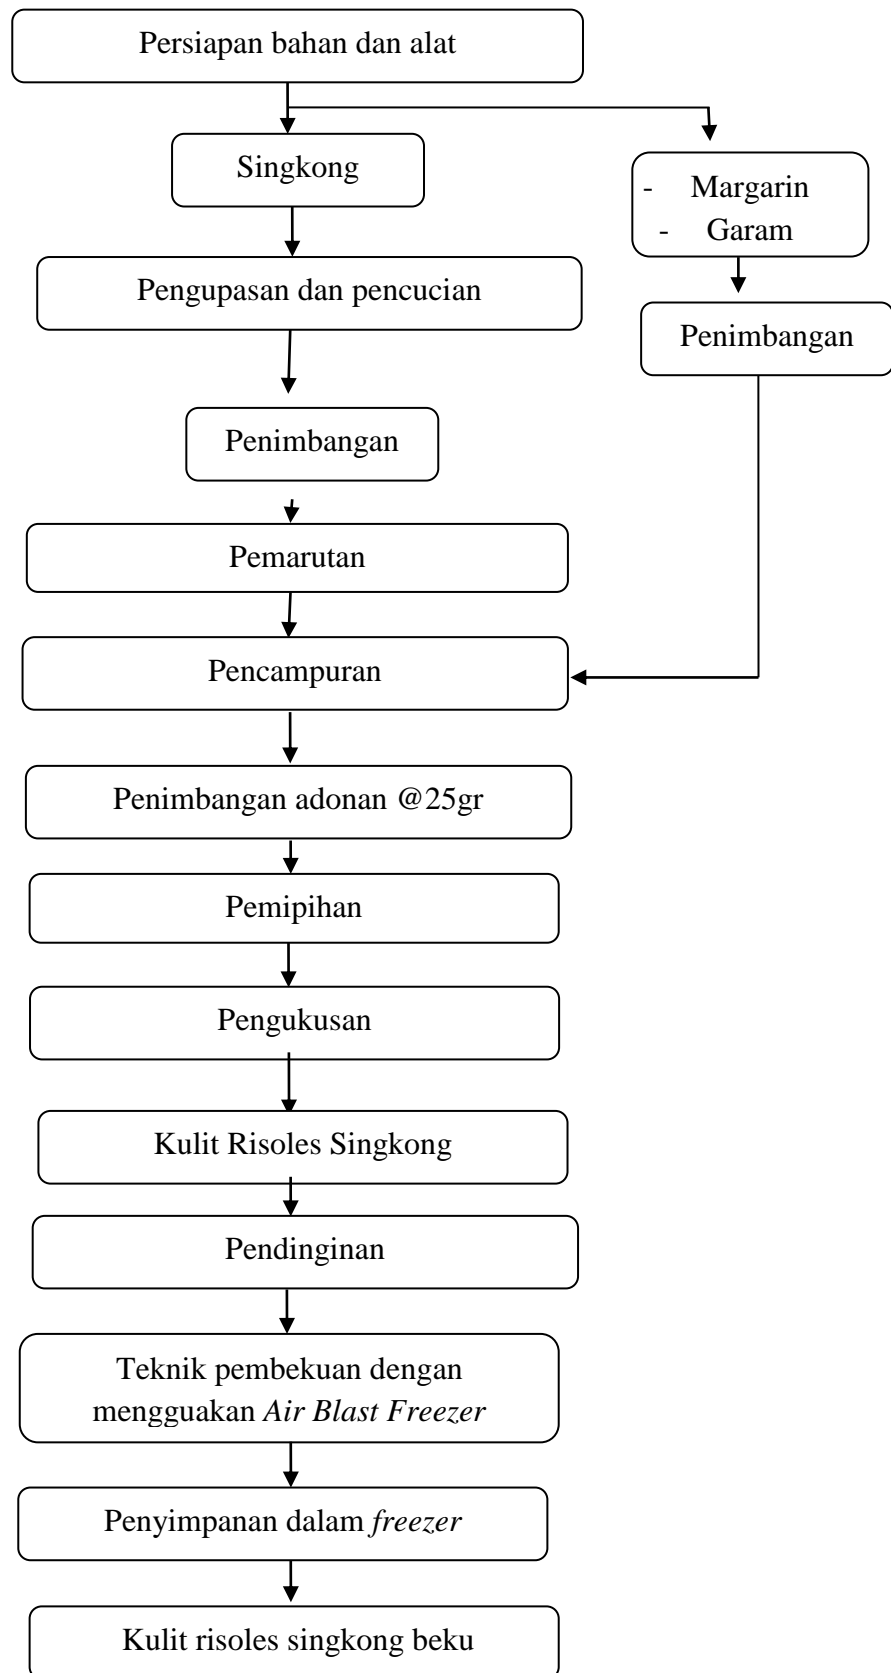 Persiapan bahan dan alat
Singkong
- Margarin
- Garam
Pengupasan dan pencucian
Penimbangan
Penimbangan
Pemarutan
Pencampuran
Penimbangan adonan @25gr
Pemipihan
Pengukusan
Kulit Risoles Singkong
Pendinginan
Teknik pembekuan dengan
mengguakan Air Blast Freezer
Penyimpanan dalam freezer
Kulit risoles singkong beku